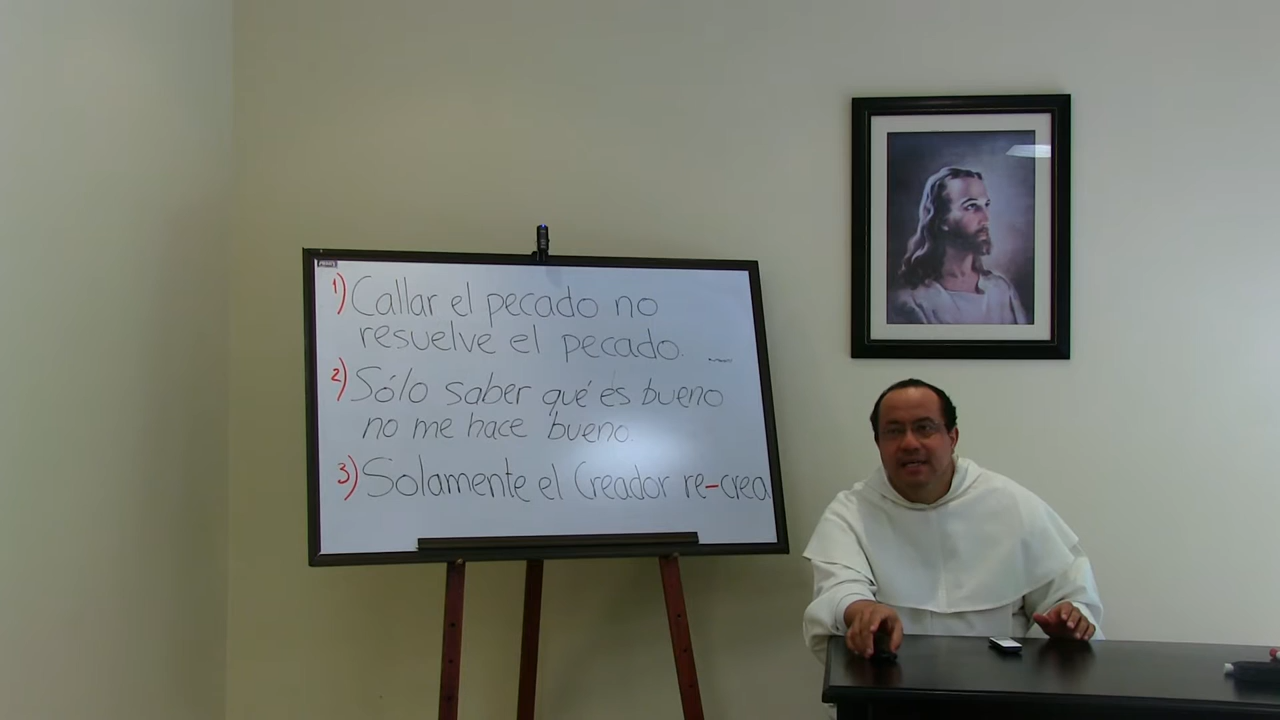 1) Callar el pecado no
resuelve el pecado.
2) Sólo saber qué es bueno
no me hace bueno.
3) Solamente el Creador re-crea